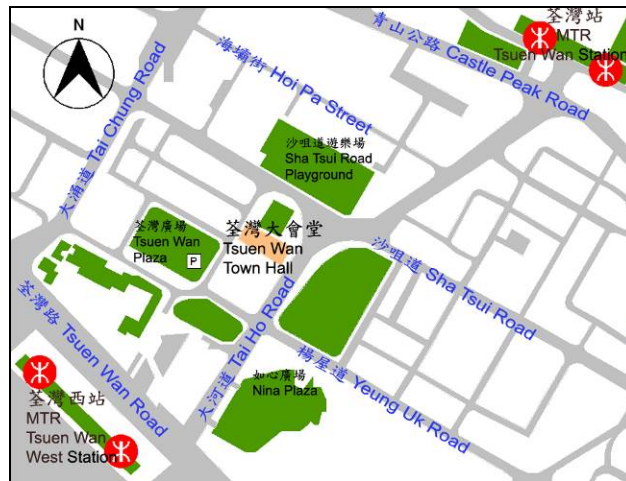 N
荃灣站
MTR
Tsuen Wan Station
青山公路 Castle Peak Road
海壩街 Hoi Pa Street
大涌道 Tai Chung Road
沙咀道遊樂場
Sha Tsui Road
Playground
荃灣廣場
Tsuen Wan
Plaza
P
荃灣大會堂
Tsuen Wan
Town Hall
沙咀道 Sha Tsui Road
荃灣路 Tsuen Wan Road
大河道 Tai Ho Road
楊屋道 Yeung Uk Road
如心廣場
Nina Plaza
荃灣西站
MTR
Tsuen Wan
West Station